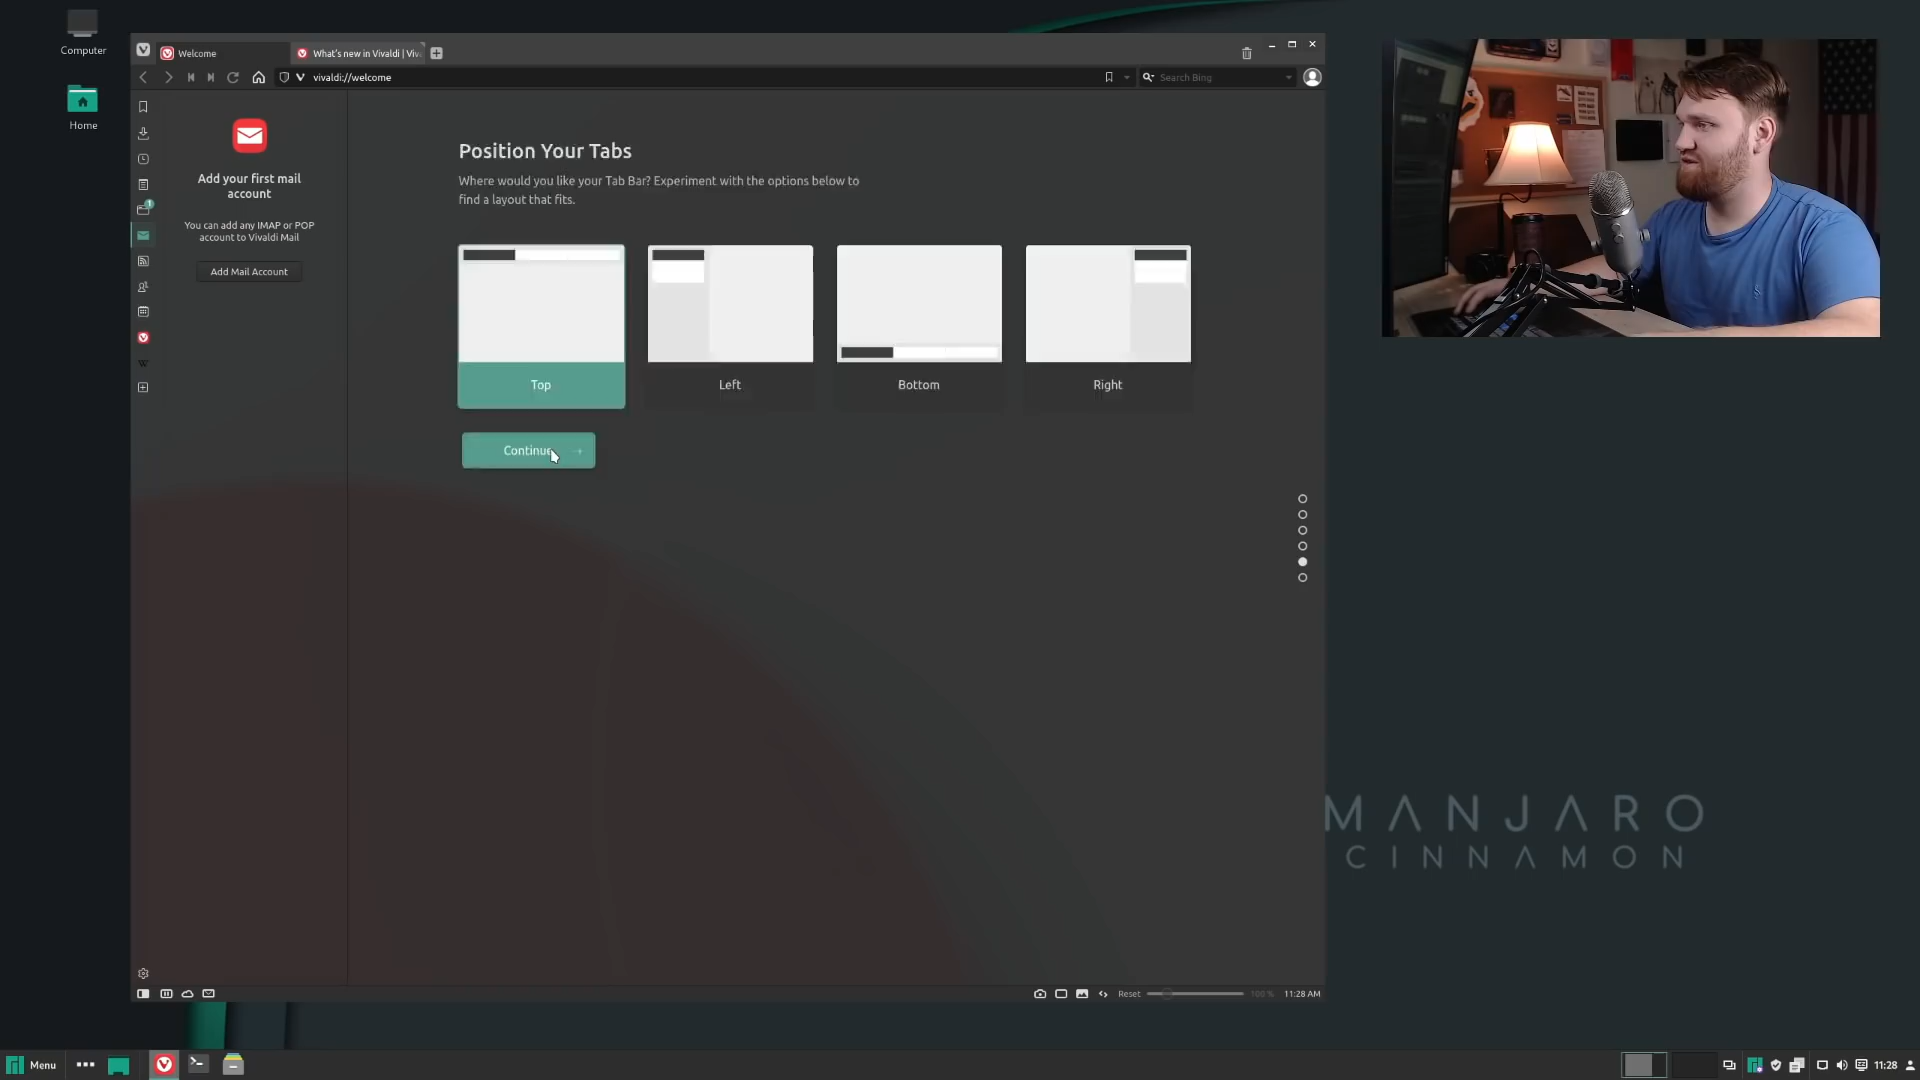 Computer
Home
Welcome
What's new in Vivaldi | Viv
vivaldi://welcome
Search Bing
Add your first mail
account
You can add any IMAP or POP
account to Vivaldi Mail
Add Mail Account
Position Your Tabs
Where would you like your Tab Bar? Experiment with the options below to
find a layout that fits.
Top
Left
Bottom
Right
Continue
MANJARO
CINNAMON
Reset
100 %
11:28 AM
Menu
11:28